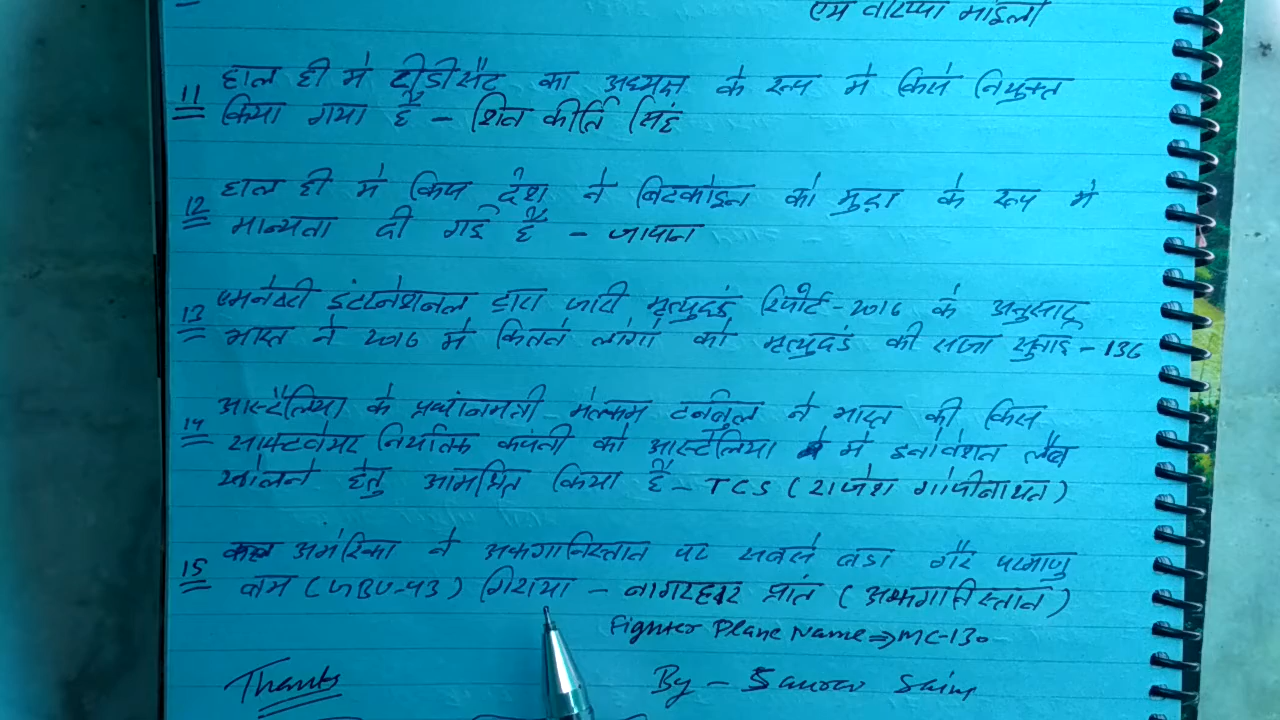 एम वीरप्पा मोइली
11 हाल ही मे टीडीसैट का अध्यक्ष के रूप मे किसे नियुक्त
किया गया है - शिव कीर्ति सिंह
12 हाल ही मे किस देश ने बिटकोइन को मुद्रा के रूप मे
मान्यता दी गई है - जापान
13 एमनेस्टी इंटरनेशनल द्वारा जारी मृत्युदंड रिपोर्ट-2016 के अनुसार
भारत ने 2016 मे कितने लोगो को मृत्युदंड की सजा सुनाई - 136
14 आस्ट्रेलिया के प्रधानमंत्री मेल्कम टर्नबुल ने भारत की किस
साफ्टवेयर निर्यातक कंपनी को आस्ट्रेलिया मे इनोवेशन लैब
खोलने हेतु आमंत्रित किया है - TCS (राजेश गोपीनाथन)
15 अमेरिका ने अफगानिस्तान पर सबसे बडा गैर परमाणु
बम (GBU-43) गिराया - नागरहार प्रांत (अफगानिस्तान)
Fighter Plane Name ⇒ MC-130
Thanks By -